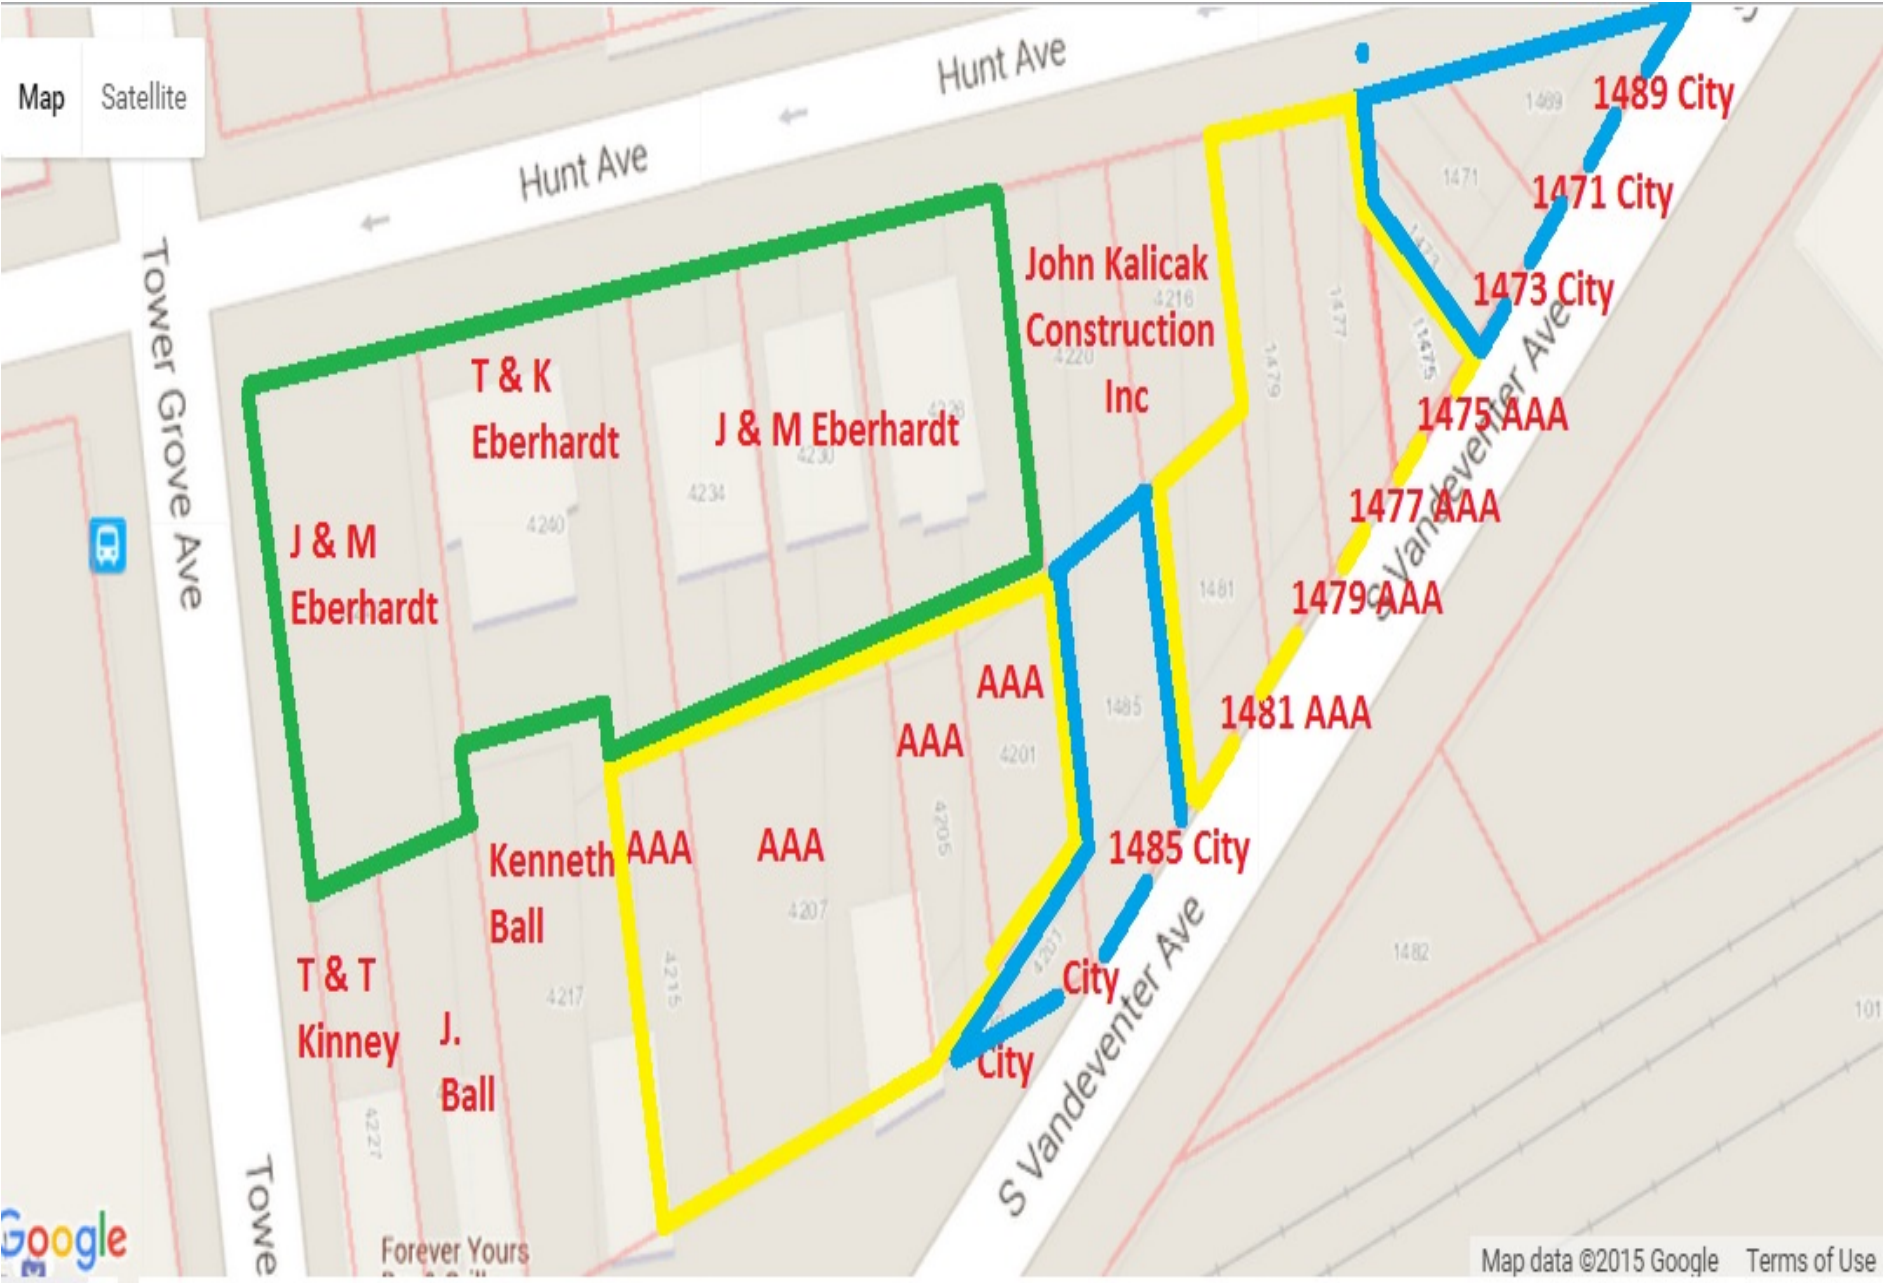 Map
Satellite
Hunt Ave
Hunt Ave
1489 City
1469
1471
1471 City
1473
1473 City
Tower Grove Ave
John Kalicak
4216
Construction
4220
Inc
1479
1477
11475
S Vandeventer Ave
1475 AAA
T & K
Eberhardt
J & M Eberhardt
4226
4230
4234
4240
1477 AAA
J & M
Eberhardt
1481
1479 AAA
AAA
1485
1481 AAA
AAA
4201
4205
Kenneth
Ball
AAA
AAA
1485 City
4207
4201
City
City
4215
4217
1482
101
T & T
Kinney
J.
Ball
4227
S Vandeventer Ave
Towe
Google
Forever Yours
Map data ©2015 Google
Terms of Use